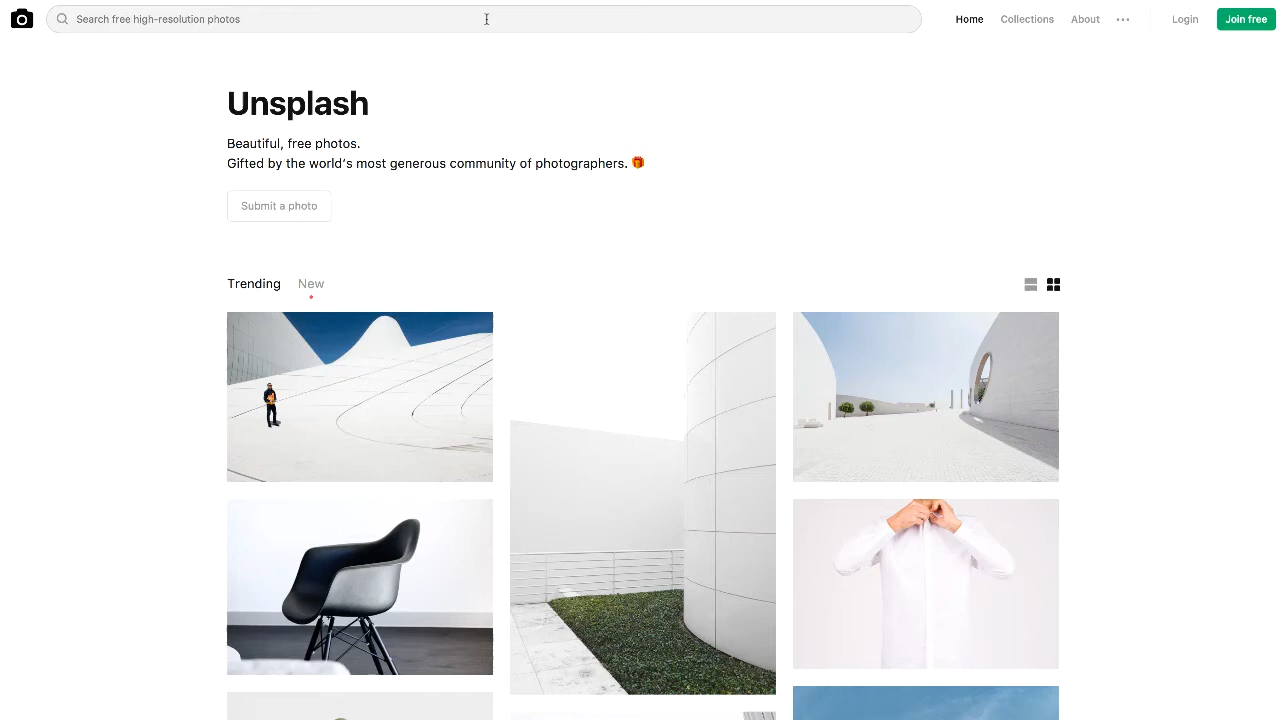 Search free high-resolution photos
Home
Collections
About
Login
Join free
Unsplash
Beautiful, free photos.
Gifted by the world's most generous community of photographers.
Submit a photo
Trending
New